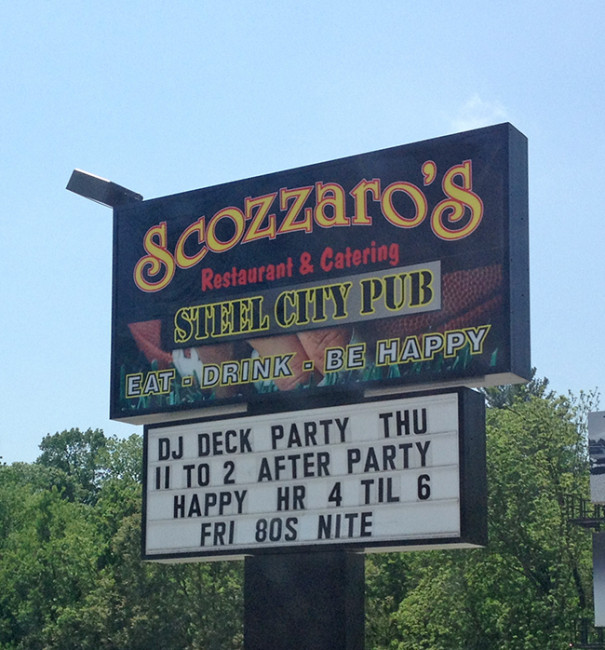 Scozzaro's
Restaurant & Catering
STEEL CITY PUB
EAT - DRINK - BE HAPPY
DJ DECK PARTY THU
11 TO 2 AFTER PARTY
HAPPY HR 4 TIL 6
FRI 80S NITE